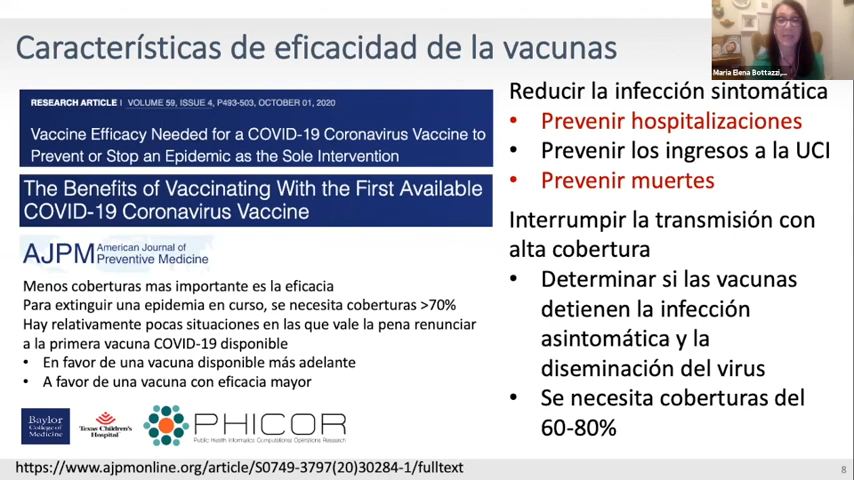 Características de eficacidad de la vacunas
Maria Elena Bottazzi,...
RESEARCH ARTICLE | VOLUME 59, ISSUE 4, P493-503, OCTOBER 01, 2020
Vaccine Efficacy Needed for a COVID-19 Coronavirus Vaccine to
Prevent or Stop an Epidemic as the Sole Intervention
The Benefits of Vaccinating With the First Available
COVID-19 Coronavirus Vaccine
AJPM American Journal of
Preventive Medicine
Menos coberturas mas importante es la eficacia
Para extinguir una epidemia en curso, se necesita coberturas >70%
Hay relativamente pocas situaciones en las que vale la pena renunciar
a la primera vacuna COVID-19 disponible
• En favor de una vacuna disponible más adelante
• A favor de una vacuna con eficacia mayor
Baylor
College of
Medicine
Texas Children's
Hospital
PHICOR
Public Health Informatics Computational Operations Research
Reducir la infección sintomática
• Prevenir hospitalizaciones
• Prevenir los ingresos a la UCI
• Prevenir muertes
Interrumpir la transmisión con
alta cobertura
• Determinar si las vacunas
detienen la infección
asintomática y la
diseminación del virus
• Se necesita coberturas del
60-80%
https://www.ajpmonline.org/article/S0749-3797(20)30284-1/fulltext
8